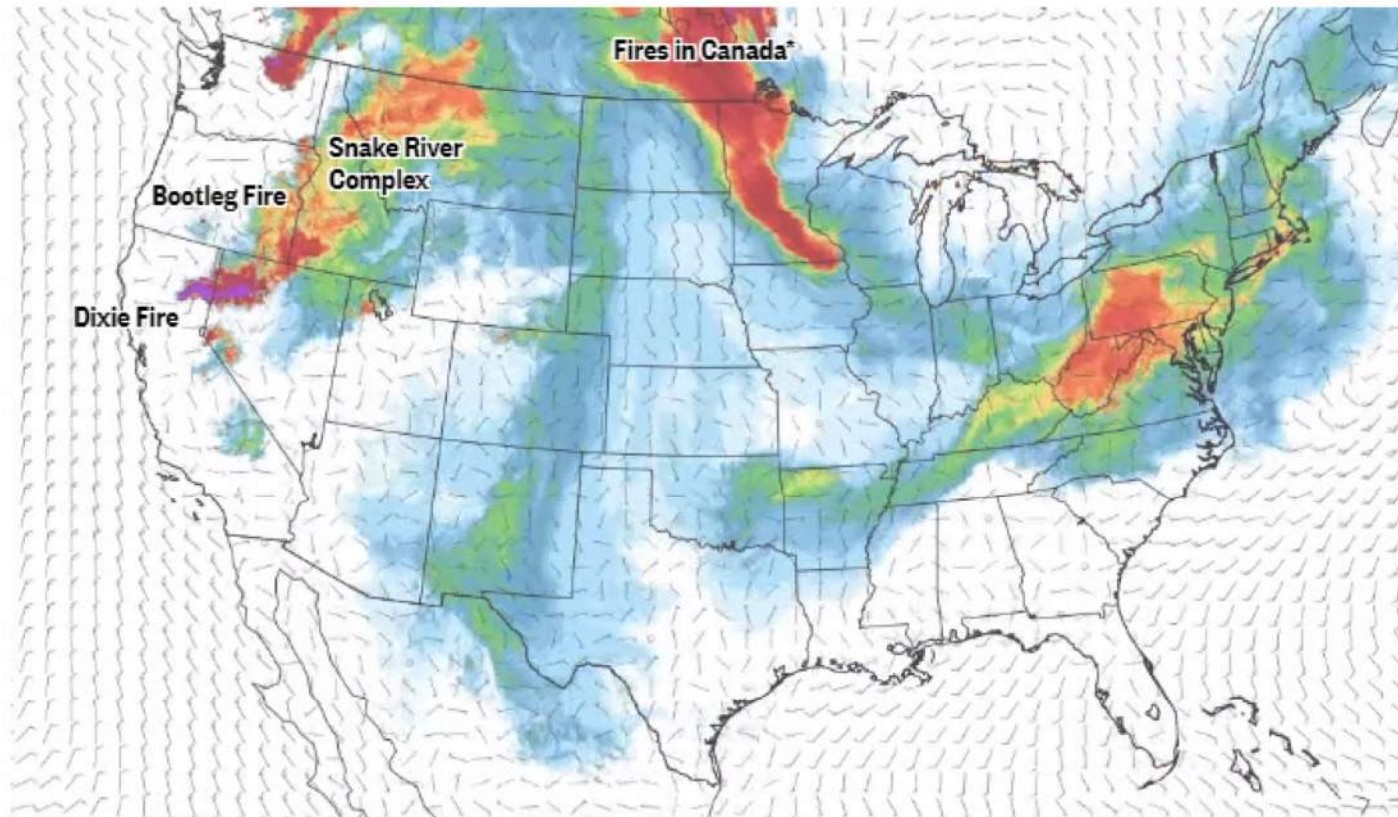 Fires in Canada*
Snake River
Complex
Bootleg Fire
Dixie Fire